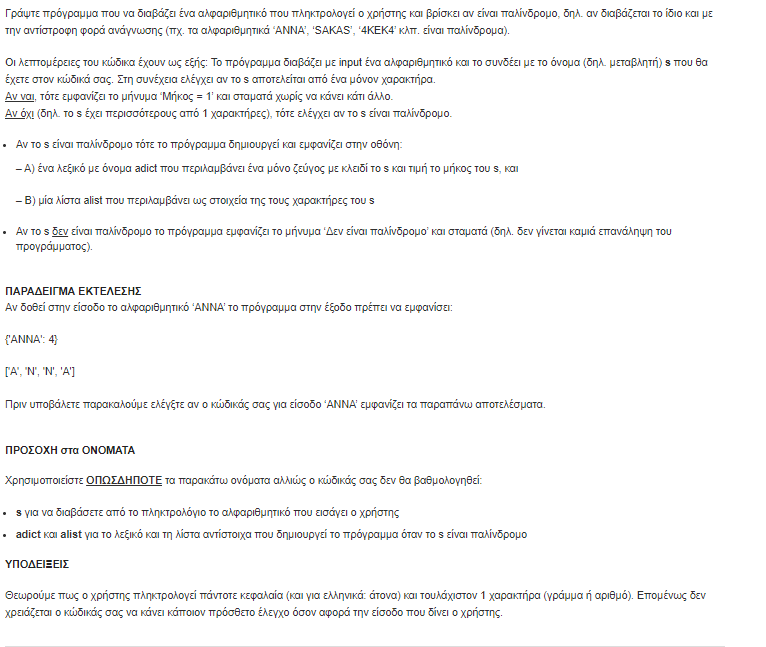 Γράψτε πρόγραμμα που να διαβάζει ένα αλφαριθμητικό που πληκτρολογεί ο χρήστης και βρίσκει αν είναι παλίνδρομο, δηλ. αν διαβάζεται το ίδιο και με
την αντίστροφη φορά ανάγνωσης (πχ. τα αλφαριθμητικά ‘ANNA’, ‘SAKAS’, ‘4KEK4’ κλπ. είναι παλίνδρομα).
Οι λεπτομέρειες του κώδικα έχουν ως εξής: Το πρόγραμμα διαβάζει με input ένα αλφαριθμητικό και το συνδέει με το όνομα (δηλ. μεταβλητή) s που θα
έχετε στον κώδικά σας. Στη συνέχεια ελέγχει αν το s αποτελείται από ένα μόνον χαρακτήρα.
Αν ναι, τότε εμφανίζει το μήνυμα ‘Μήκος = 1’ και σταματά χωρίς να κάνει κάτι άλλο.
Αν όχι (δηλ. το s έχει περισσότερους από 1 χαρακτήρες), τότε ελέγχει αν το s είναι παλίνδρομο.
• Αν το s είναι παλίνδρομο τότε το πρόγραμμα δημιουργεί και εμφανίζει στην οθόνη:
– Α) ένα λεξικό με όνομα adict που περιλαμβάνει ένα μόνο ζεύγος με κλειδί το s και τιμή το μήκος του s, και
– Β) μία λίστα alist που περιλαμβάνει ως στοιχεία της τους χαρακτήρες του s
• Αν το s δεν είναι παλίνδρομο το πρόγραμμα εμφανίζει το μήνυμα ‘Δεν είναι παλίνδρομο’ και σταματά (δηλ. δεν γίνεται καμιά επανάληψη του
προγράμματος).
ΠΑΡΑΔΕΙΓΜΑ ΕΚΤΕΛΕΣΗΣ
Αν δοθεί στην είσοδο το αλφαριθμητικό ‘ANNA’ το πρόγραμμα στην έξοδο πρέπει να εμφανίσει:
{'ANNA': 4}
['A', 'N', 'N', 'A']
Πριν υποβάλετε παρακαλούμε ελέγξτε αν ο κώδικάς σας για είσοδο ‘ANNA’ εμφανίζει τα παραπάνω αποτελέσματα.
ΠΡΟΣΟΧΗ στα ΟΝΟΜΑΤΑ
Χρησιμοποιείστε ΟΠΩΣΔΗΠΟΤΕ τα παρακάτω ονόματα αλλιώς ο κώδικάς σας δεν θα βαθμολογηθεί:
• s για να διαβάσετε από το πληκτρολόγιο το αλφαριθμητικό που εισάγει ο χρήστης
• adict και alist για το λεξικό και τη λίστα αντίστοιχα που δημιουργεί το πρόγραμμα όταν το s είναι παλίνδρομο
ΥΠΟΔΕΙΞΕΙΣ
Θεωρούμε πως ο χρήστης πληκτρολογεί πάντοτε κεφαλαία (και για ελληνικά: άτονα) και τουλάχιστον 1 χαρακτήρα (γράμμα ή αριθμό). Επομένως δεν
χρειάζεται ο κώδικάς σας να κάνει κάποιον πρόσθετο έλεγχο όσον αφορά την είσοδο που δίνει ο χρήστης.